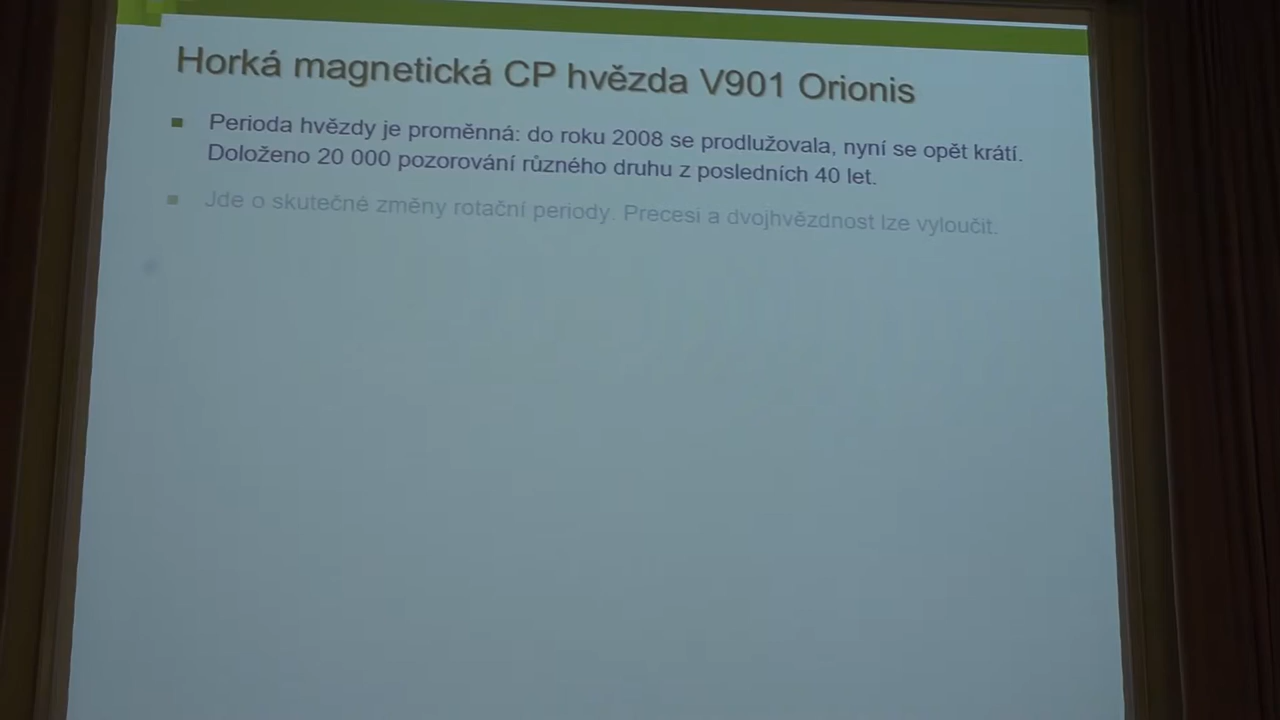 Horká magnetická CP hvězda V901 Orionis
Perioda hvězdy je proměnná: do roku 2008 se prodlužovala, nyní se opět krátí.
Doloženo 20 000 pozorování různého druhu z posledních 40 let.
Jde o skutečné změny rotační periody. Precesi a dvojhvězdnost lze vyloučit.